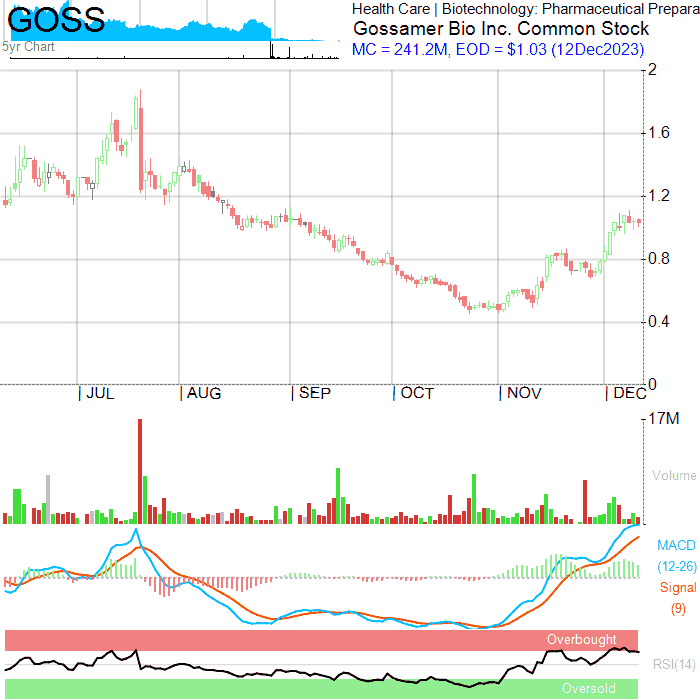 GOSS
5yr Chart
Health Care | Biotechnology: Pharmaceutical Prepara
Gossamer Bio Inc. Common Stock
MC = 241.2M, EOD = $1.03 (12Dec2023)
2
1.6
1.2
0.8
0.4
0
JUL AUG SEP OCT NOV DEC
17M
Volume
MACD
(12-26)
Signal
(9)
Overbought
RSI(14)
Oversold